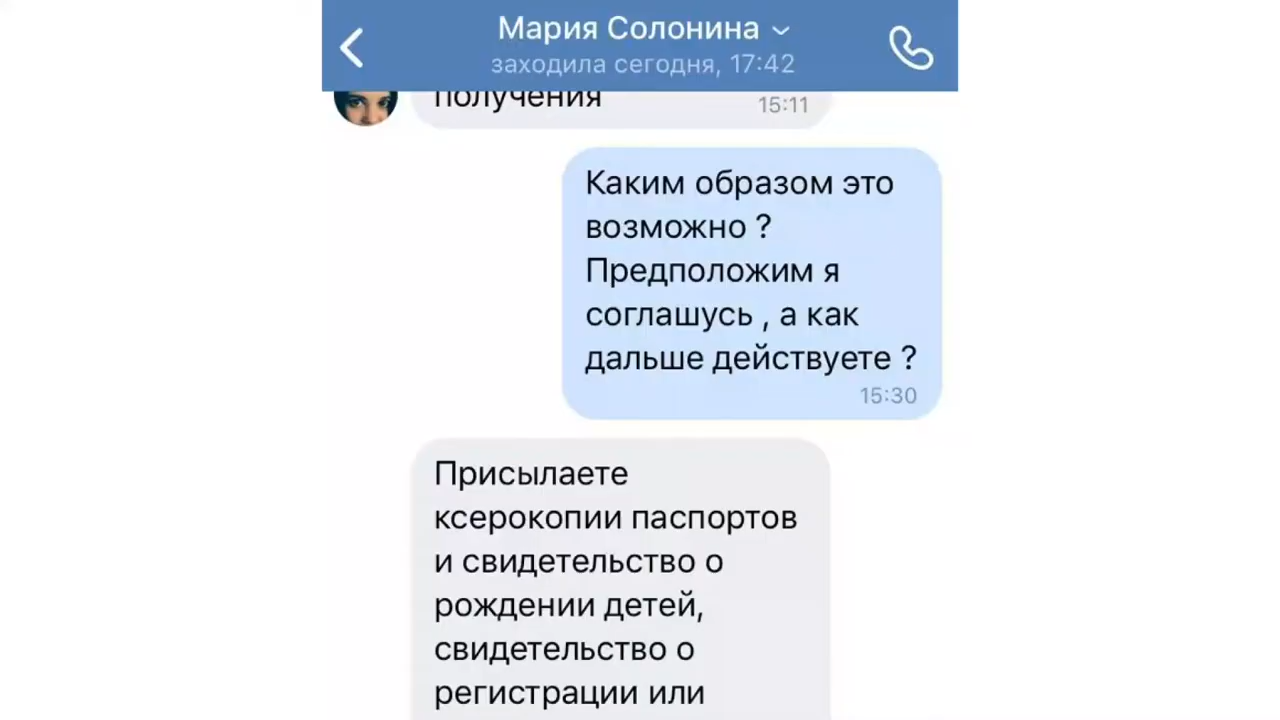 Мария Солонина
заходила сегодня, 17:42
получения
15:11
Каким образом это
возможно ?
Предположим я
соглашусь , а как
дальше действуете ?
15:30
Присылаете
ксерокопии паспортов
и свидетельство о
рождении детей,
свидетельство о
регистрации или